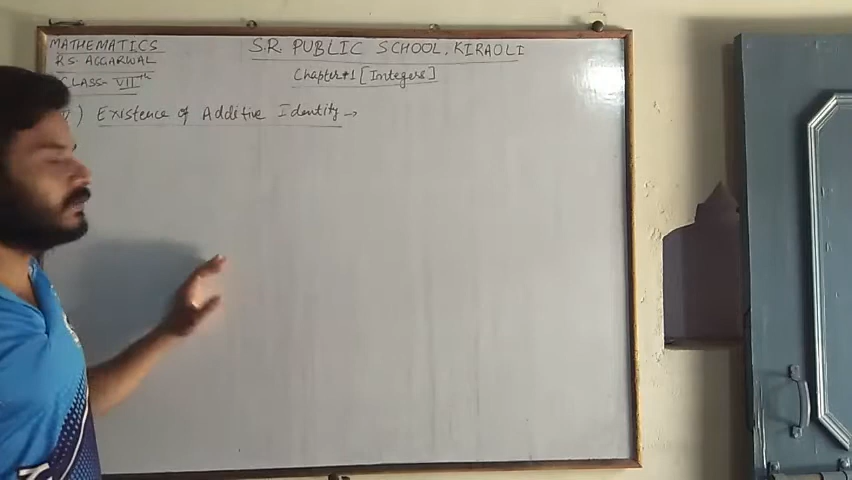 MATHEMATICS
R.S. AGGARWAL
CLASS- VIIth
S.R. PUBLIC SCHOOL, KIRAOLI
Chapter+1 [Integers]
) Existence of Additive Identity →